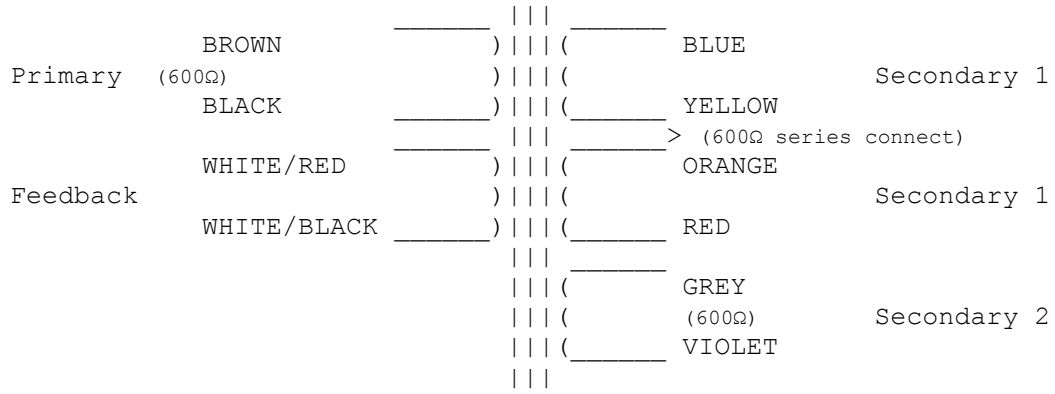 BROWN BLUE
Primary (600Ω) Secondary 1
BLACK YELLOW
(600Ω series connect)
WHITE/RED ORANGE
Feedback Secondary 1
WHITE/BLACK RED
GREY
(600Ω) Secondary 2
VIOLET